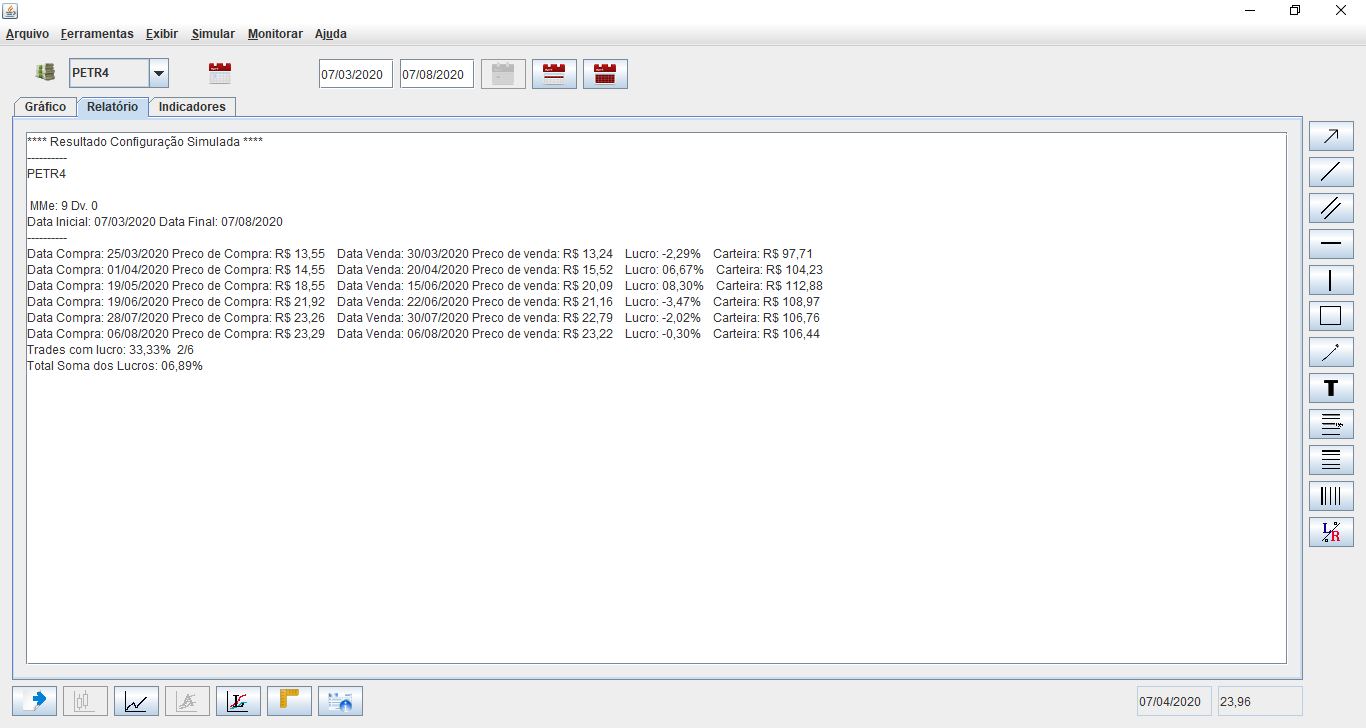 Arquivo Ferramentas Exibir Simular Monitorar Ajuda
PETR4 07/03/2020 07/08/2020
Gráfico Relatório Indicadores
**** Resultado Configuração Simulada ****
----------
PETR4
MMe: 9 Dv. 0
Data Inicial: 07/03/2020 Data Final: 07/08/2020
----------
Data Compra: 25/03/2020 Preco de Compra: R$ 13,55 Data Venda: 30/03/2020 Preco de venda: R$ 13,24 Lucro: -2,29% Carteira: R$ 97,71
Data Compra: 01/04/2020 Preco de Compra: R$ 14,55 Data Venda: 20/04/2020 Preco de venda: R$ 15,52 Lucro: 06,67% Carteira: R$ 104,23
Data Compra: 19/05/2020 Preco de Compra: R$ 18,55 Data Venda: 15/06/2020 Preco de venda: R$ 20,09 Lucro: 08,30% Carteira: R$ 112,88
Data Compra: 19/06/2020 Preco de Compra: R$ 21,92 Data Venda: 22/06/2020 Preco de venda: R$ 21,16 Lucro: -3,47% Carteira: R$ 108,97
Data Compra: 28/07/2020 Preco de Compra: R$ 23,26 Data Venda: 30/07/2020 Preco de venda: R$ 22,79 Lucro: -2,02% Carteira: R$ 106,76
Data Compra: 06/08/2020 Preco de Compra: R$ 23,29 Data Venda: 06/08/2020 Preco de venda: R$ 23,22 Lucro: -0,30% Carteira: R$ 106,44
Trades com lucro: 33,33% 2/6
Total Soma dos Lucros: 06,89%
T
L R
07/04/2020 23,96